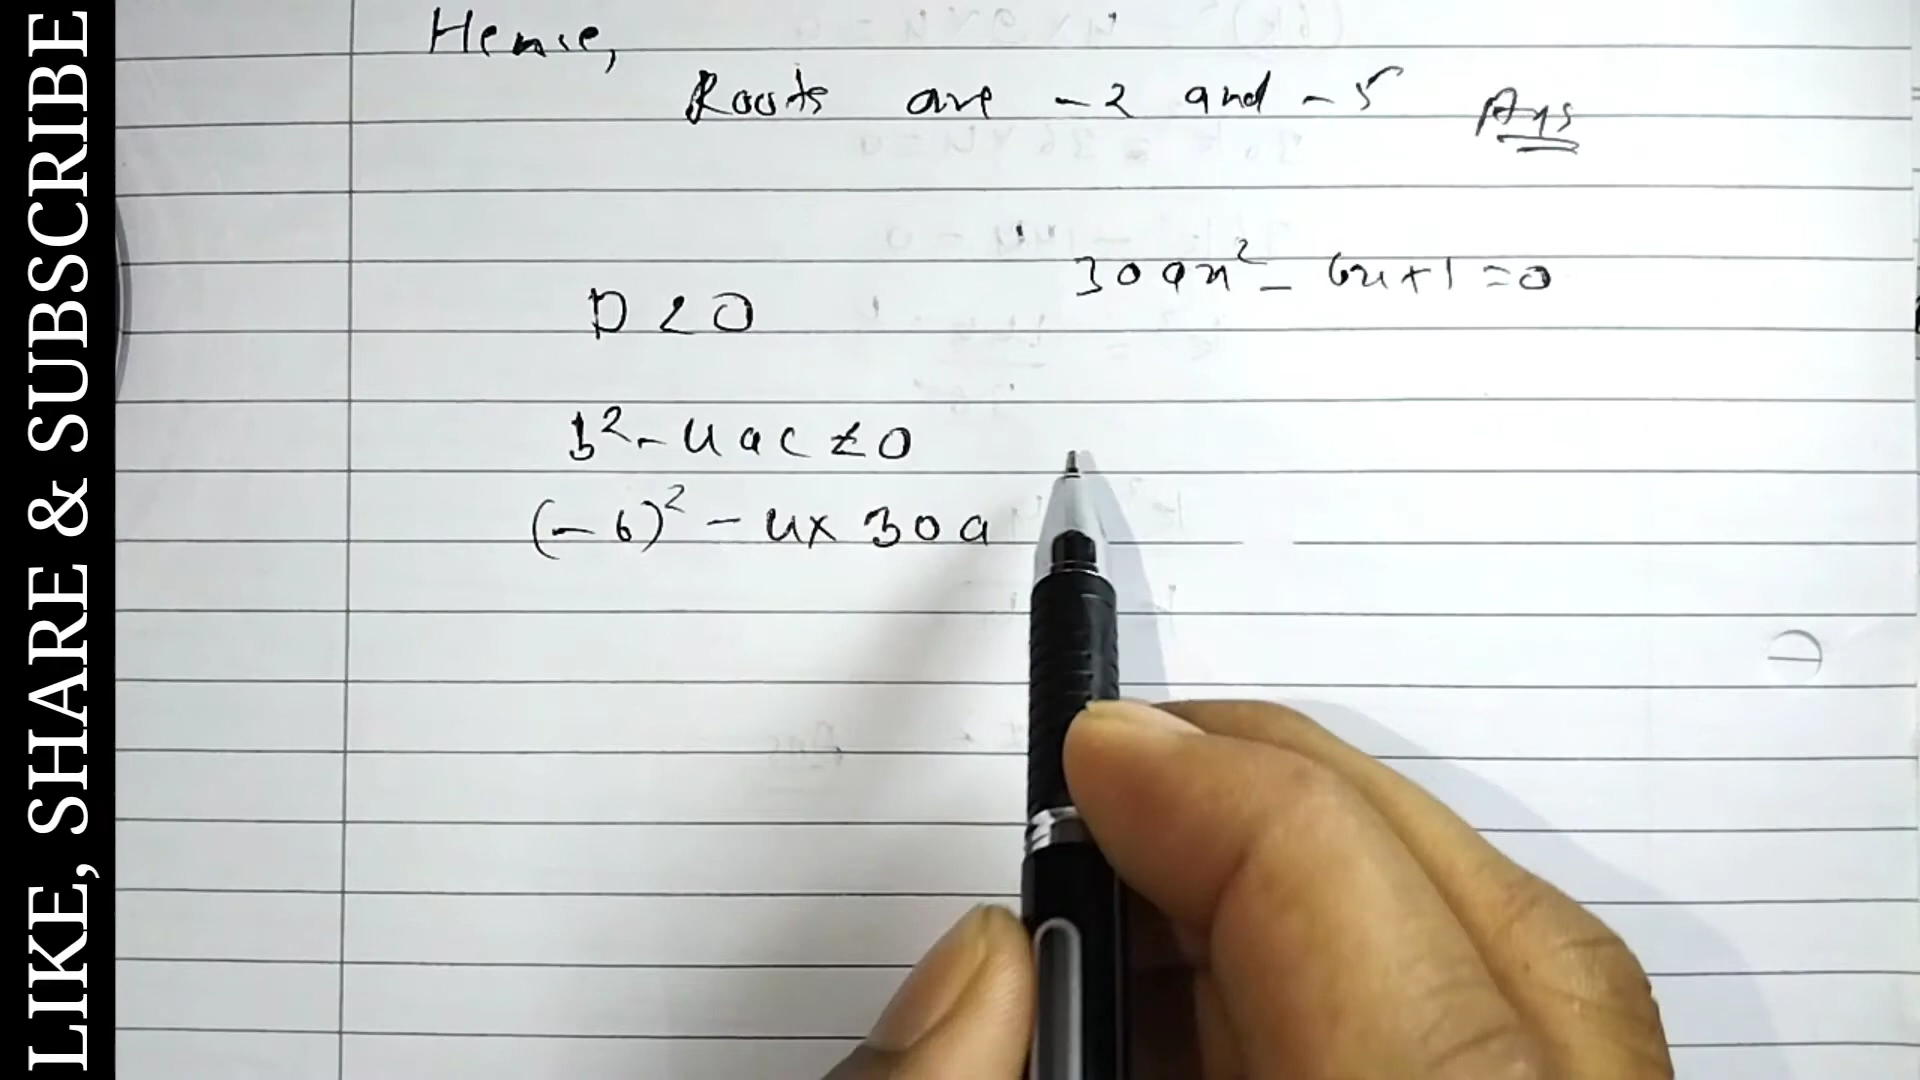 LIKE, SHARE & SUBSCRIBE
Hence,
Roots are -2 and -5 Ans
30ax² - 6x + 1 = 0
D < 0
b² - 4ac < 0
(-6)² - 4 x 30a